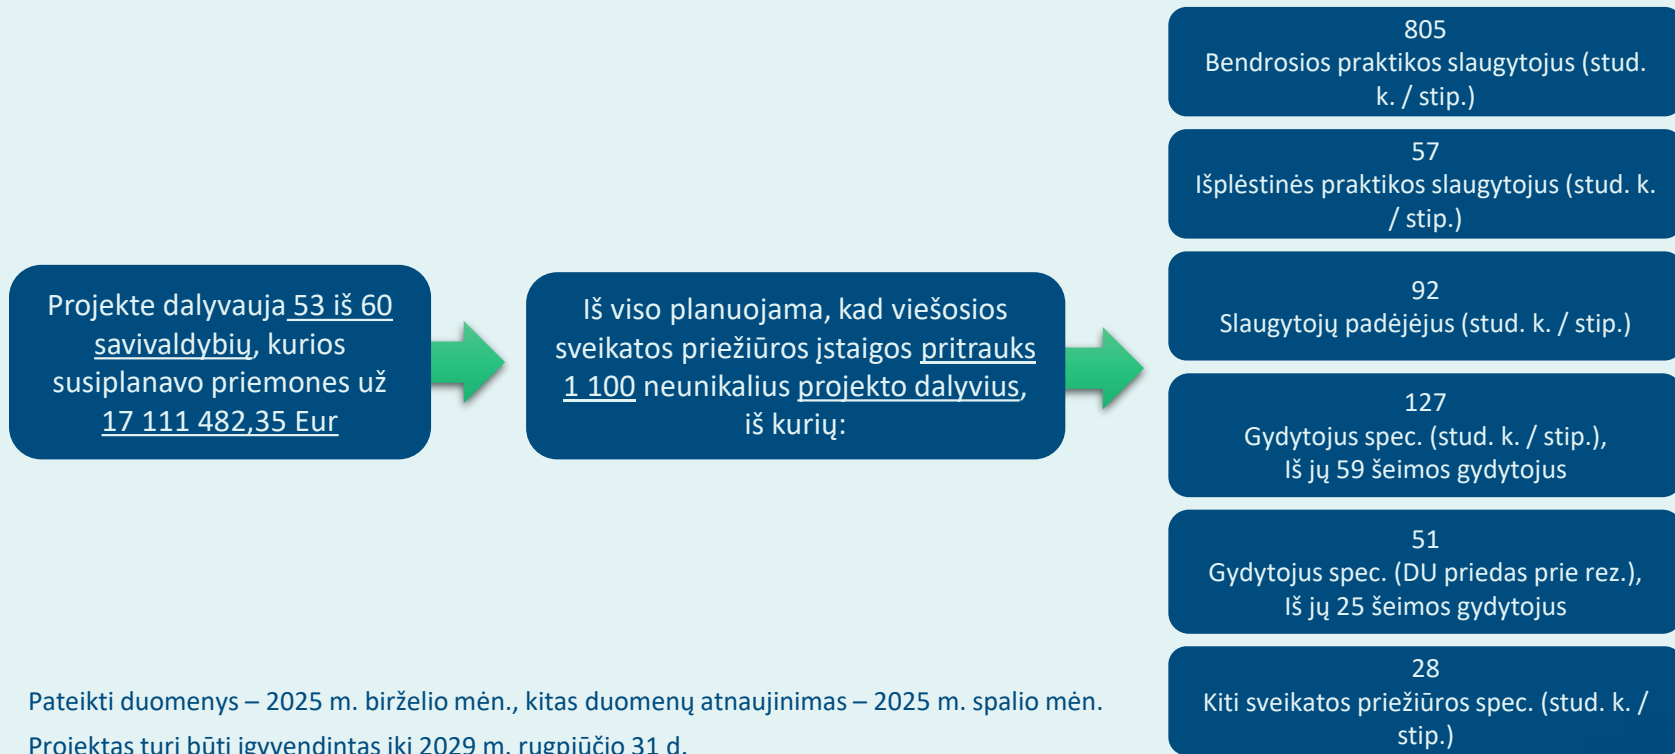 Projekte dalyvauja 53 iš 60
savivaldybių, kurios
susiplanavo priemones už
17 111 482,35 Eur
Iš viso planuojama, kad viešosios
sveikatos priežiūros įstaigos pritrauks
1 100 neunikalius projekto dalyvius,
iš kurių:
805
Bendrosios praktikos slaugytojus (stud.
k. / stip.)
57
Išplėstinės praktikos slaugytojus (stud. k.
/ stip.)
92
Slaugytojų padėjėjus (stud. k. / stip.)
127
Gydytojus spec. (stud. k. / stip.),
Iš jų 59 šeimos gydytojus
51
Gydytojus spec. (DU priedas prie rez.),
Iš jų 25 šeimos gydytojus
28
Kiti sveikatos priežiūros spec. (stud. k. /
stip.)
Pateikti duomenys – 2025 m. birželio mėn., kitas duomenų atnaujinimas – 2025 m. spalio mėn.
Projektas turi būti įgyvendintas iki 2029 m. rugpjūčio 31 d.